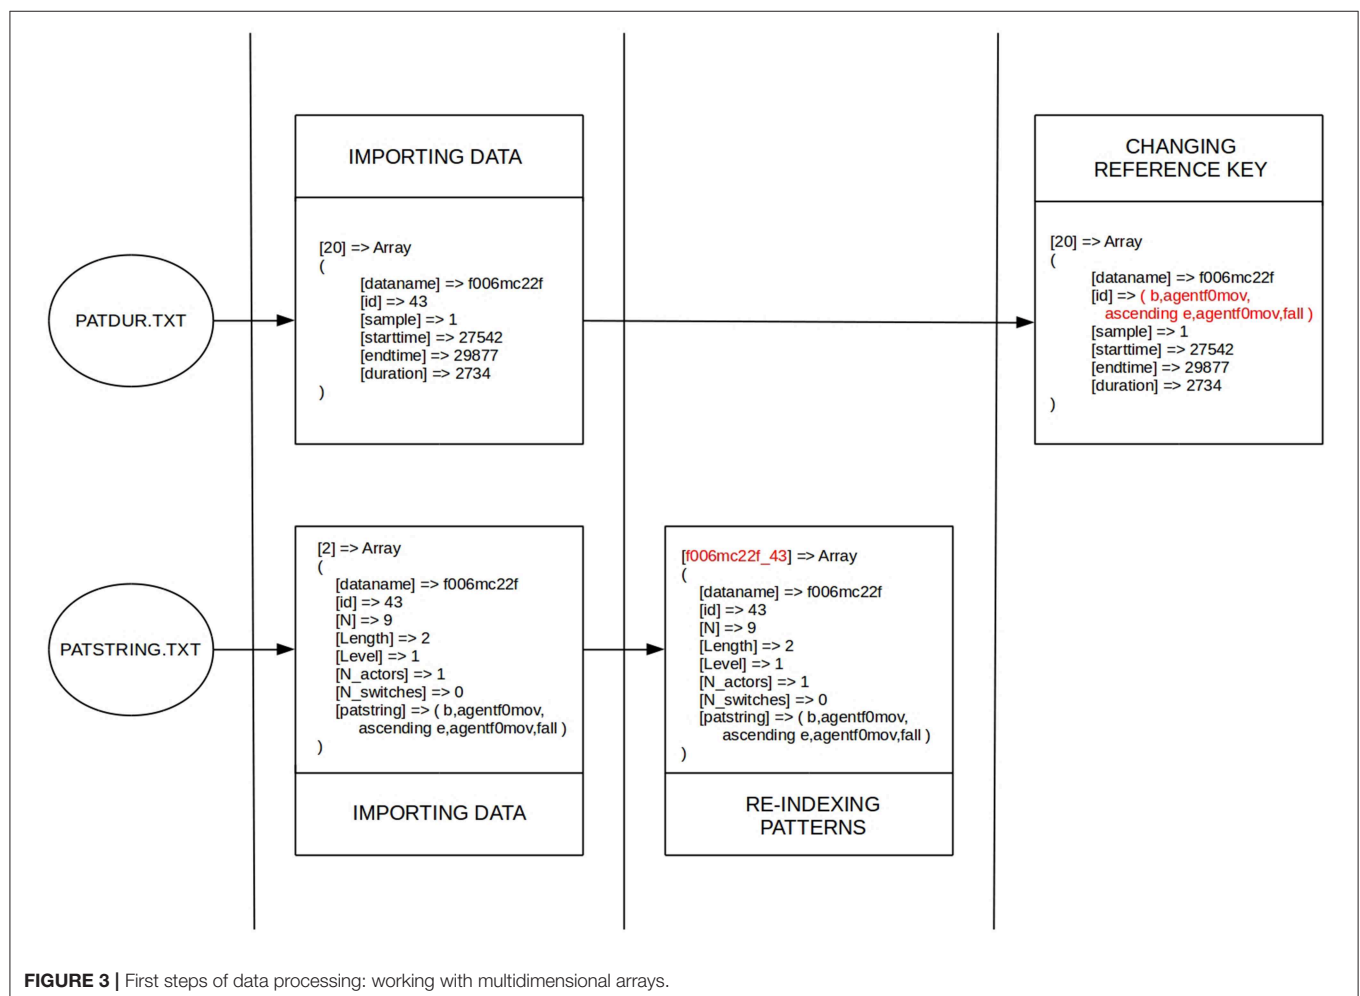 IMPORTING DATA
[20] => Array
(
[dataname] => f006mc22f
[id] => 43
[sample] => 1
[starttime] => 27542
[endtime] => 29877
[duration] => 2734
)
CHANGING
REFERENCE KEY
[20] => Array
(
[dataname] => f006mc22f
[id] => ( b,agentf0mov,
ascending e,agentf0mov,fall )
[sample] => 1
[starttime] => 27542
[endtime] => 29877
[duration] => 2734
)
PATDUR.TXT
PATSTRING.TXT
[2] => Array
(
[dataname] => f006mc22f
[id] => 43
[N] => 9
[Length] => 2
[Level] => 1
[N_actors] => 1
[N_switches] => 0
[patstring] => ( b,agentf0mov,
ascending e,agentf0mov,fall )
)
IMPORTING DATA
[f006mc22f_43] => Array
(
[dataname] => f006mc22f
[id] => 43
[N] => 9
[Length] => 2
[Level] => 1
[N_actors] => 1
[N_switches] => 0
[patstring] => ( b,agentf0mov,
ascending e,agentf0mov,fall )
)
RE-INDEXING
PATTERNS
FIGURE 3 | First steps of data processing: working with multidimensional arrays.